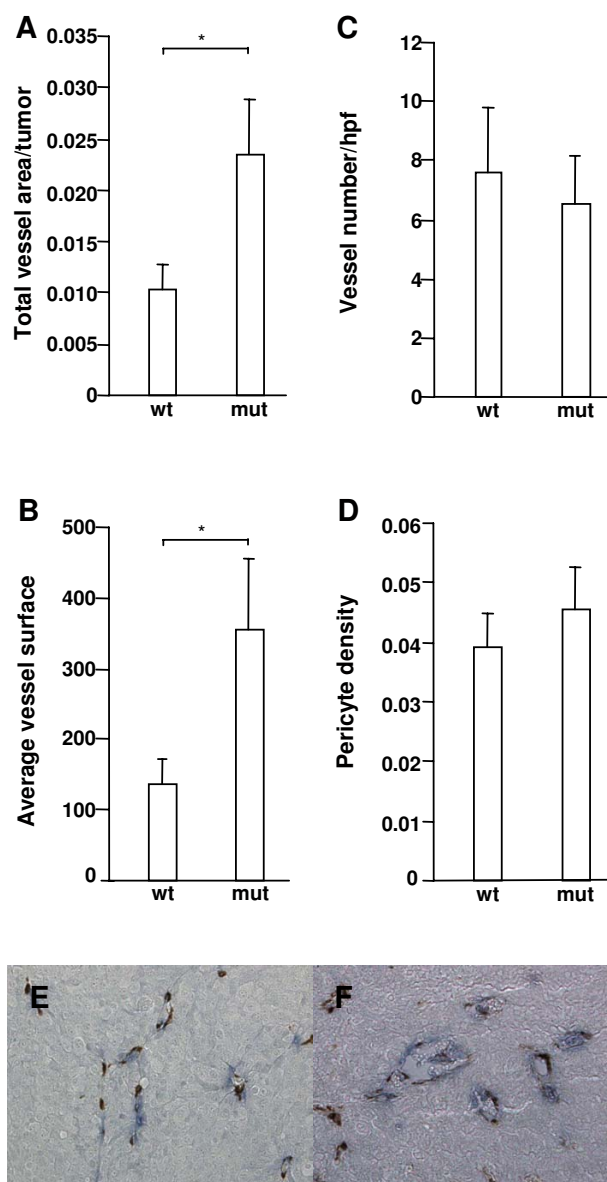 A
Total vessel area/tumor
0.035
0.030
0.025
0.020
0.015
0.010
0.005
0
*
wt mut
C
Vessel number/hpf
12
10
8
6
4
2
0
wt mut
B
Average vessel surface
500
400
300
200
100
0
*
wt mut
D
Pericyte density
0.06
0.05
0.04
0.03
0.02
0.01
0
wt mut
E
F